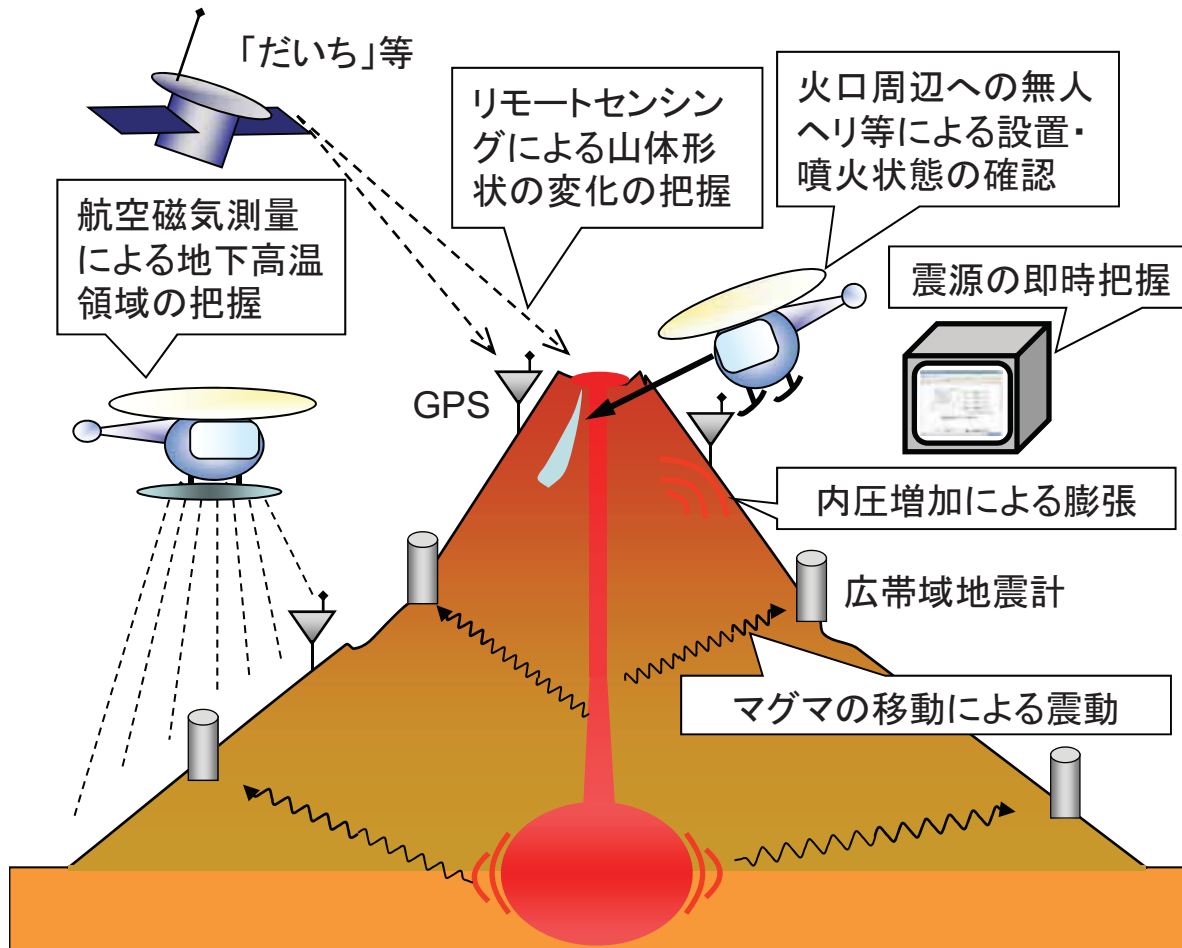 「だいち」等
リモートセンシン
グによる山体形
状の変化の把握
火口周辺への無人
ヘリ等による設置・
噴火状態の確認
航空磁気測量
による地下高温
領域の把握
震源の即時把握
GPS
内圧増加による膨張
広帯域地震計
マグマの移動による震動